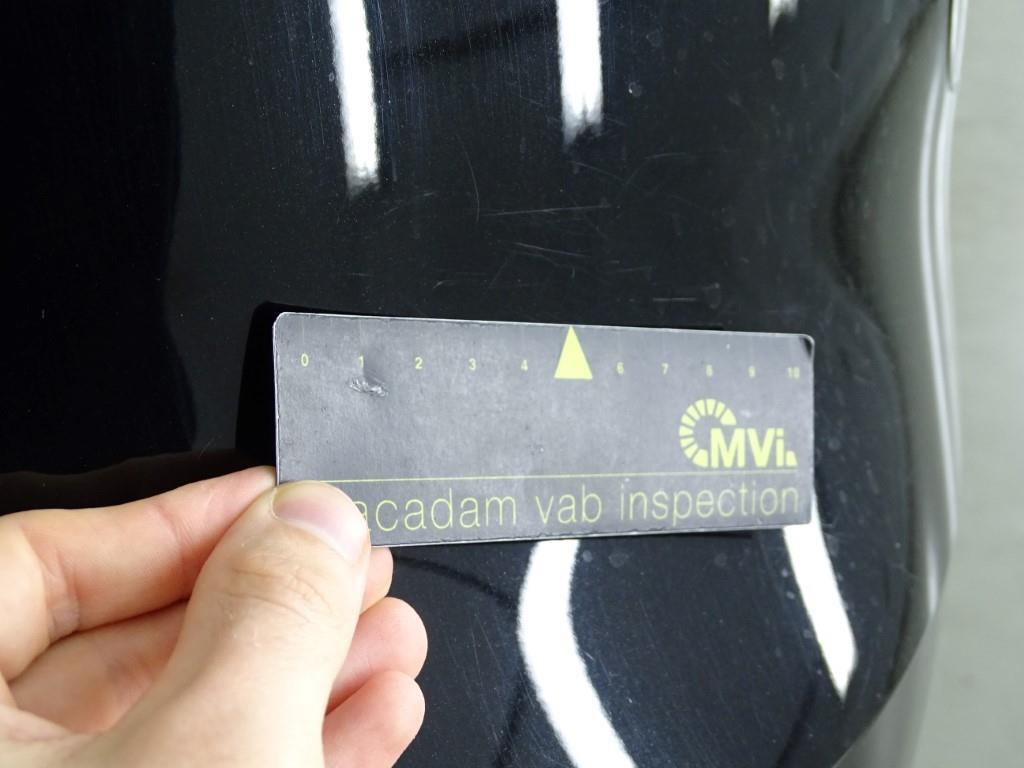 0 1 2 3 4 6 7 8 9 10
MVi
acadam vab inspection